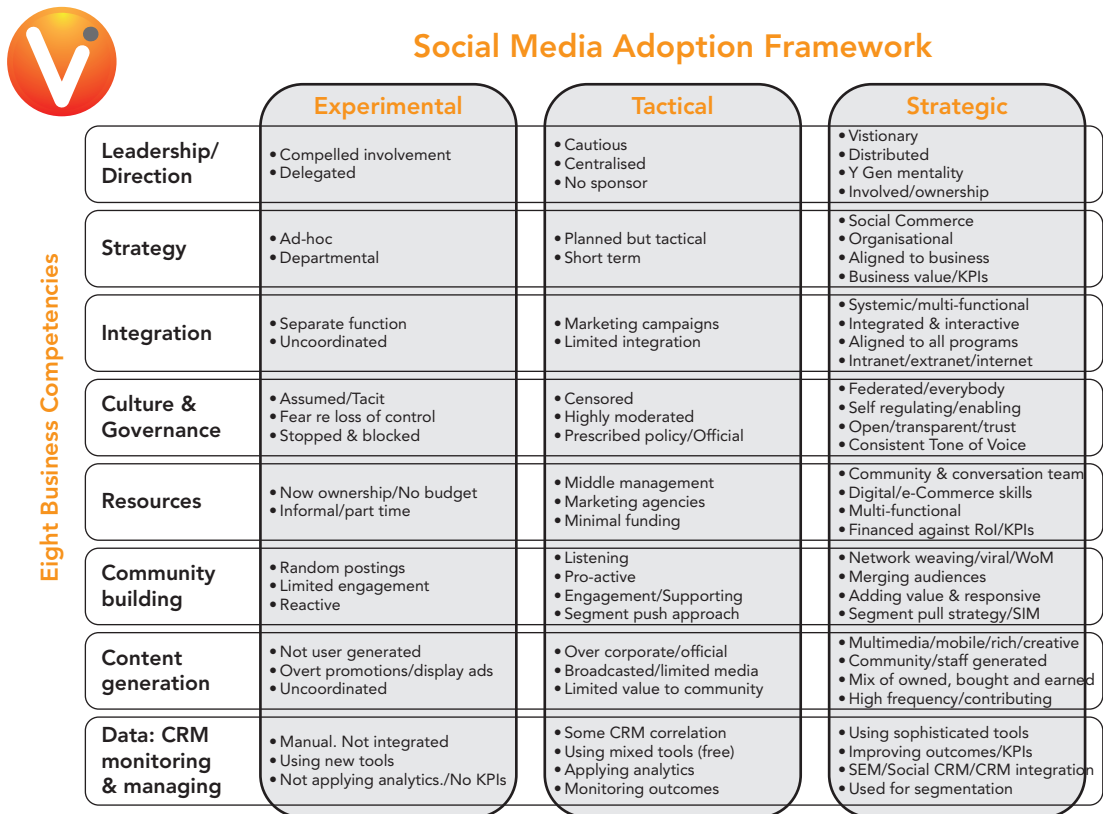 Social Media Adoption Framework
Experimental
Tactical
Strategic
Eight Business Competencies
Leadership/
Direction
• Compelled involvement
• Delegated
• Cautious
• Centralised
• No sponsor
• Vistionary
• Distributed
• Y Gen mentality
• Involved/ownership
Strategy
• Ad-hoc
• Departmental
• Planned but tactical
• Short term
• Social Commerce
• Organisational
• Aligned to business
• Business value/KPIs
Integration
• Separate function
• Uncoordinated
• Marketing campaigns
• Limited integration
• Systemic/multi-functional
• Integrated & interactive
• Aligned to all programs
• Intranet/extranet/internet
Culture &
Governance
• Assumed/Tacit
• Fear re loss of control
• Stopped & blocked
• Censored
• Highly moderated
• Prescribed policy/Official
• Federated/everybody
• Self regulating/enabling
• Open/transparent/trust
• Consistent Tone of Voice
Resources
• Now ownership/No budget
• Informal/part time
• Middle management
• Marketing agencies
• Minimal funding
• Community & conversation team
• Digital/e-Commerce skills
• Multi-functional
• Financed against RoI/KPIs
Community
building
• Random postings
• Limited engagement
• Reactive
• Listening
• Pro-active
• Engagement/Supporting
• Segment push approach
• Network weaving/viral/WoM
• Merging audiences
• Adding value & responsive
• Segment pull strategy/SIM
Content
generation
• Not user generated
• Overt promotions/display ads
• Uncoordinated
• Over corporate/official
• Broadcasted/limited media
• Limited value to community
• Multimedia/mobile/rich/creative
• Community/staff generated
• Mix of owned, bought and earned
• High frequency/contributing
Data: CRM
monitoring
& managing
• Manual. Not integrated
• Using new tools
• Not applying analytics./No KPIs
• Some CRM correlation
• Using mixed tools (free)
• Applying analytics
• Monitoring outcomes
• Using sophisticated tools
• Improving outcomes/KPIs
• SEM/Social CRM/CRM integration
• Used for segmentation